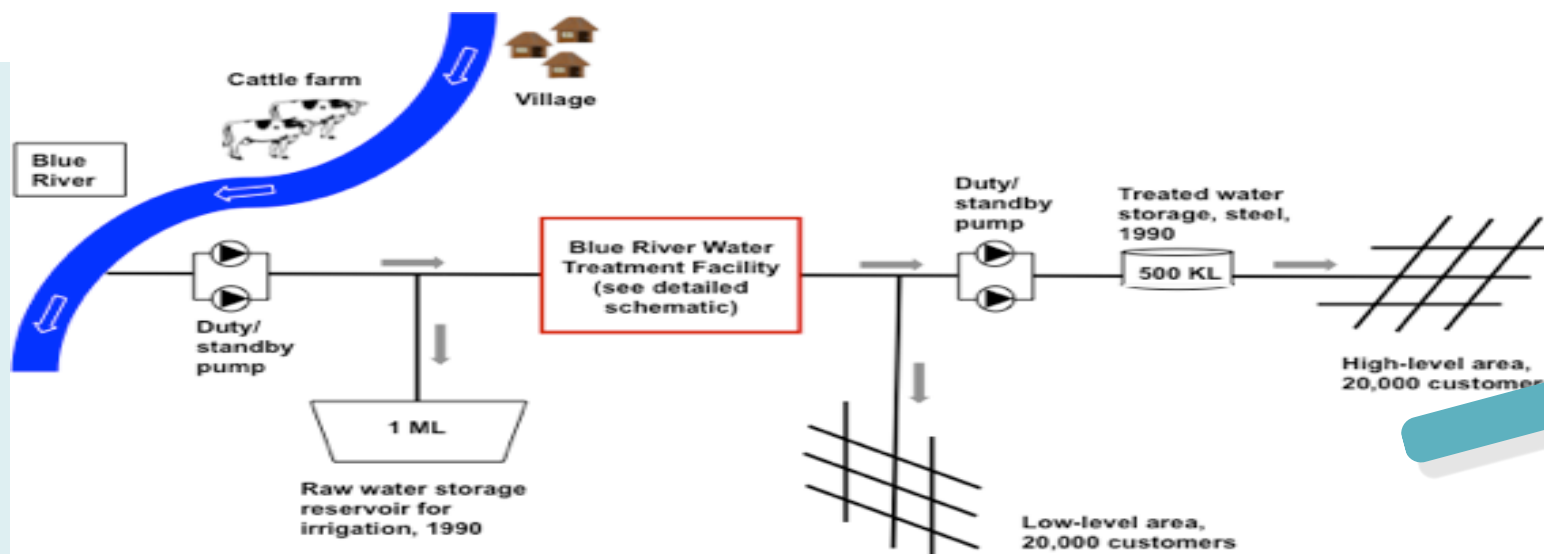 Cattle farm
Village
Blue
River
Duty/
standby
pump
Blue River Water
Treatment Facility
(see detailed
schematic)
Duty/
standby
pump
Treated water
storage, steel,
1990
500 KL
High-level area,
20,000 customer
1 ML
Raw water storage
reservoir for
irrigation, 1990
Low-level area,
20,000 customers